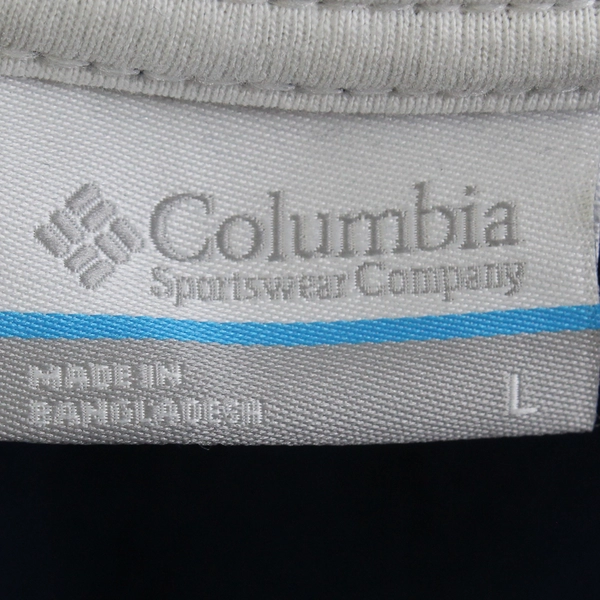 Columbia
Sportswear Company
MADE IN
BANGLADESH
L